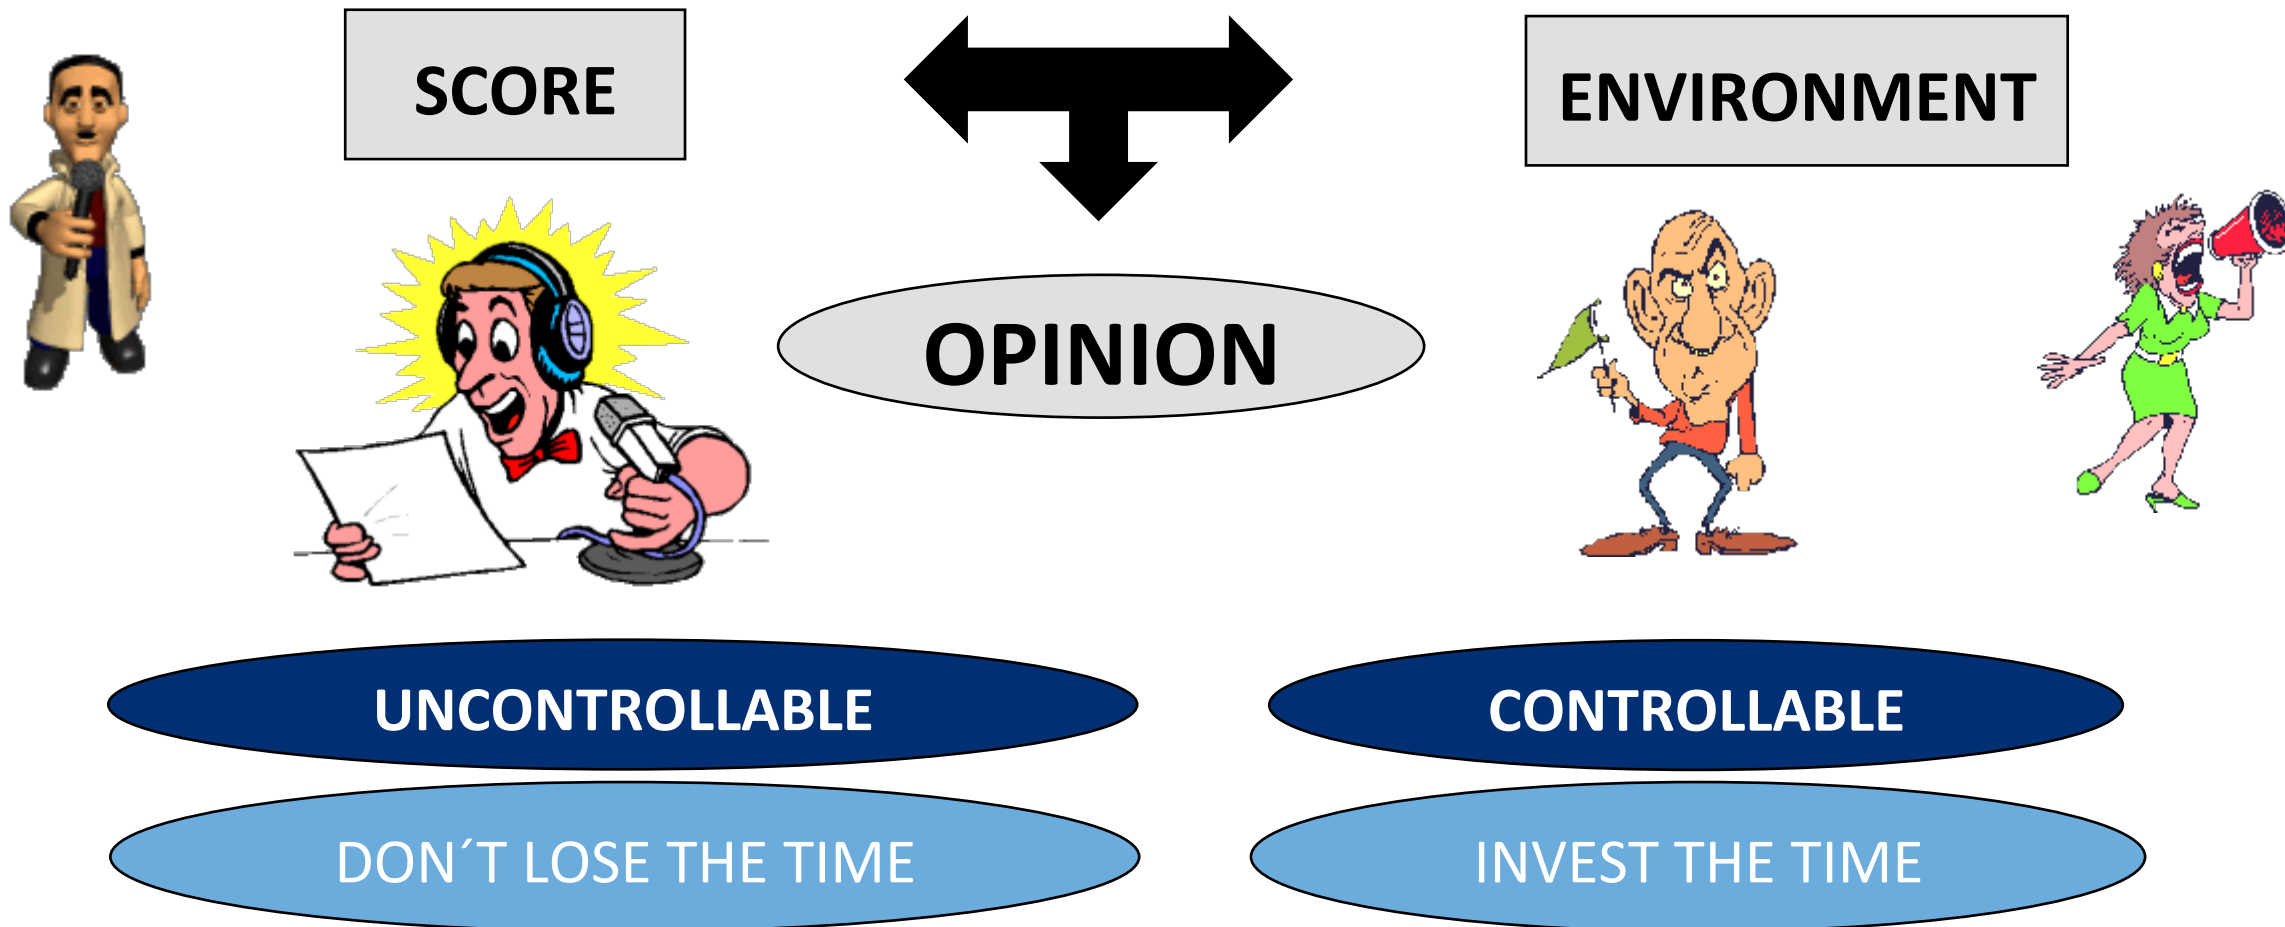 SCORE
ENVIRONMENT
OPINION
UNCONTROLLABLE
CONTROLLABLE
DON´T LOSE THE TIME
INVEST THE TIME